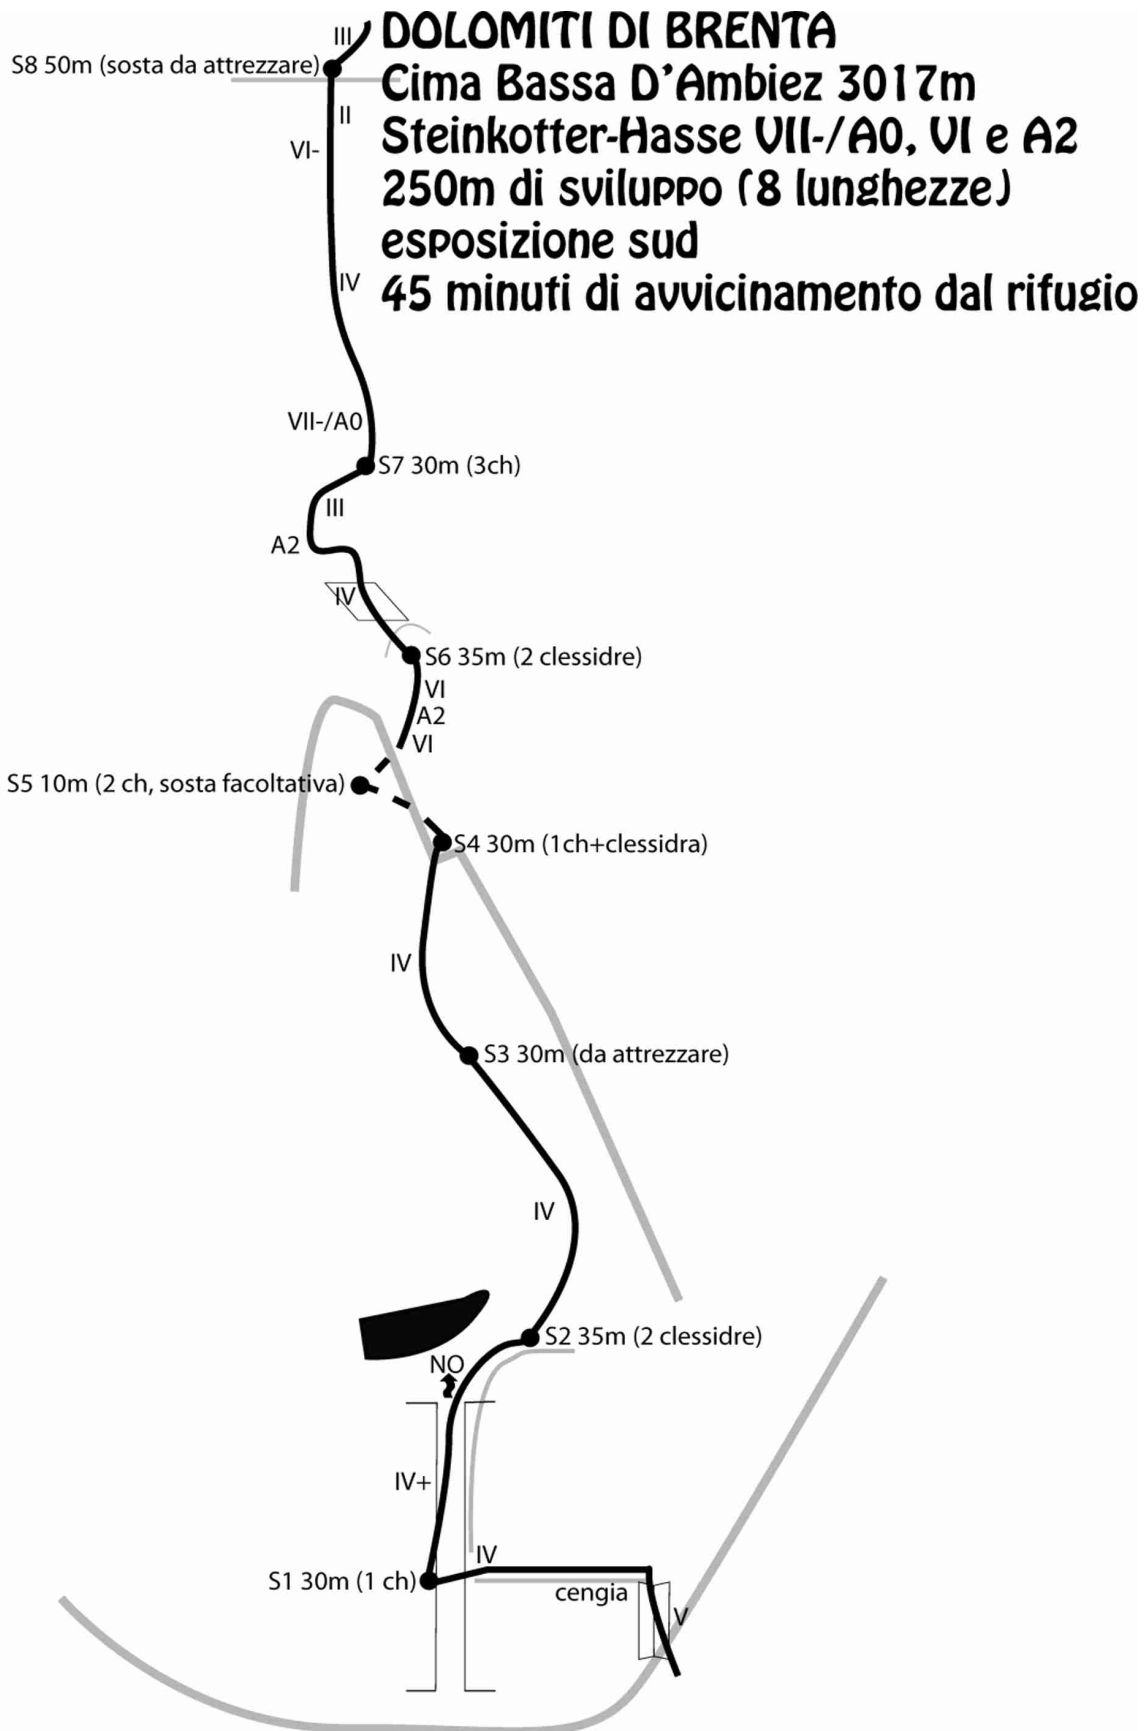 DOLOMITI DI BRENTA
Cima Bassa D'Ambiez 3017m
Steinkotter-Hasse VII-/A0, VI e A2
250m di sviluppo (8 lunghezze)
esposizione sud
45 minuti di avvicinamento dal rifugio
III
S8 50m (sosta da attrezzare)
II
VI-
IV
VII-/A0
S7 30m (3ch)
III
A2
IV
S6 35m (2 clessidre)
VI
A2
VI
S5 10m (2 ch, sosta facoltativa)
S4 30m (1ch+clessidra)
IV
S3 30m (da attrezzare)
IV
S2 35m (2 clessidre)
NO
IV+
IV
S1 30m (1 ch)
cengia
V